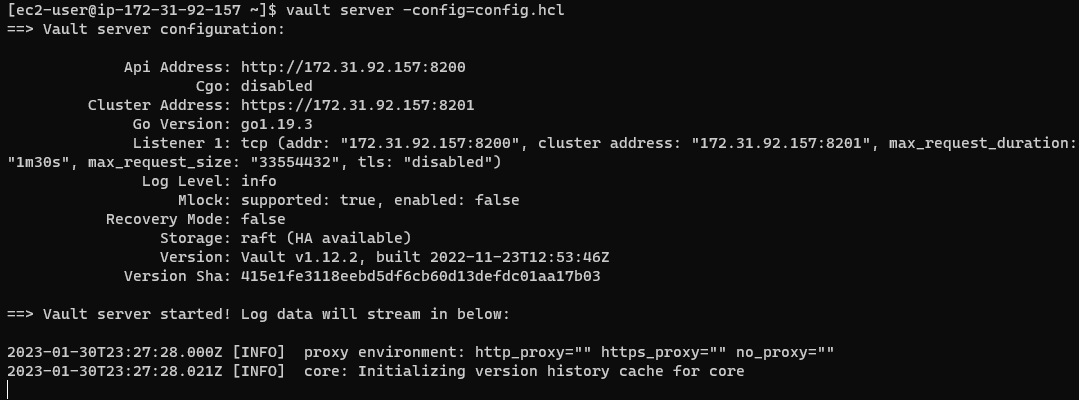 [ec2-user@ip-172-31-92-157 ~]$ vault server -config=config.hcl
==> Vault server configuration:
Api Address: http://172.31.92.157:8200
Cgo: disabled
Cluster Address: https://172.31.92.157:8201
Go Version: go1.19.3
Listener 1: tcp (addr: "172.31.92.157:8200", cluster address: "172.31.92.157:8201", max_request_duration:
"1m30s", max_request_size: "33554432", tls: "disabled")
Log Level: info
Mlock: supported: true, enabled: false
Recovery Mode: false
Storage: raft (HA available)
Version: Vault v1.12.2, built 2022-11-23T12:53:46Z
Version Sha: 415e1fe3118eebd5df6cb60d13defdc01aa17b03
==> Vault server started! Log data will stream in below:
2023-01-30T23:27:28.000Z [INFO]  proxy environment: http_proxy="" https_proxy="" no_proxy=""
2023-01-30T23:27:28.021Z [INFO]  core: Initializing version history cache for core